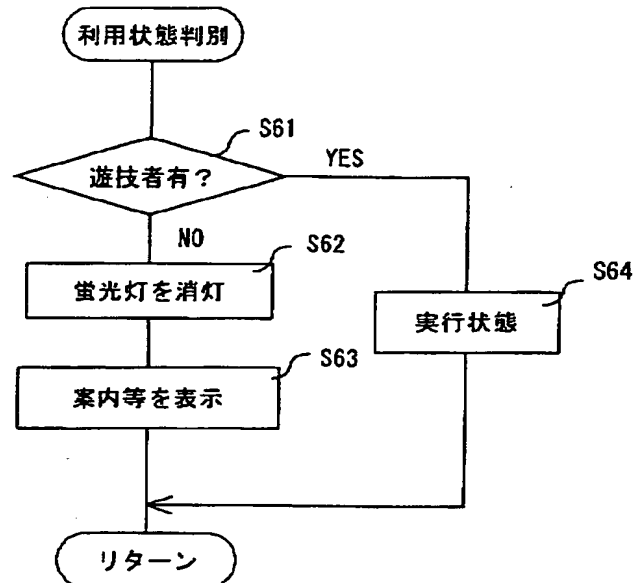 利用状態判別
S61
遊技者有?
YES
NO
S62
蛍光灯を消灯
S64
実行状態
S63
案内等を表示
リターン